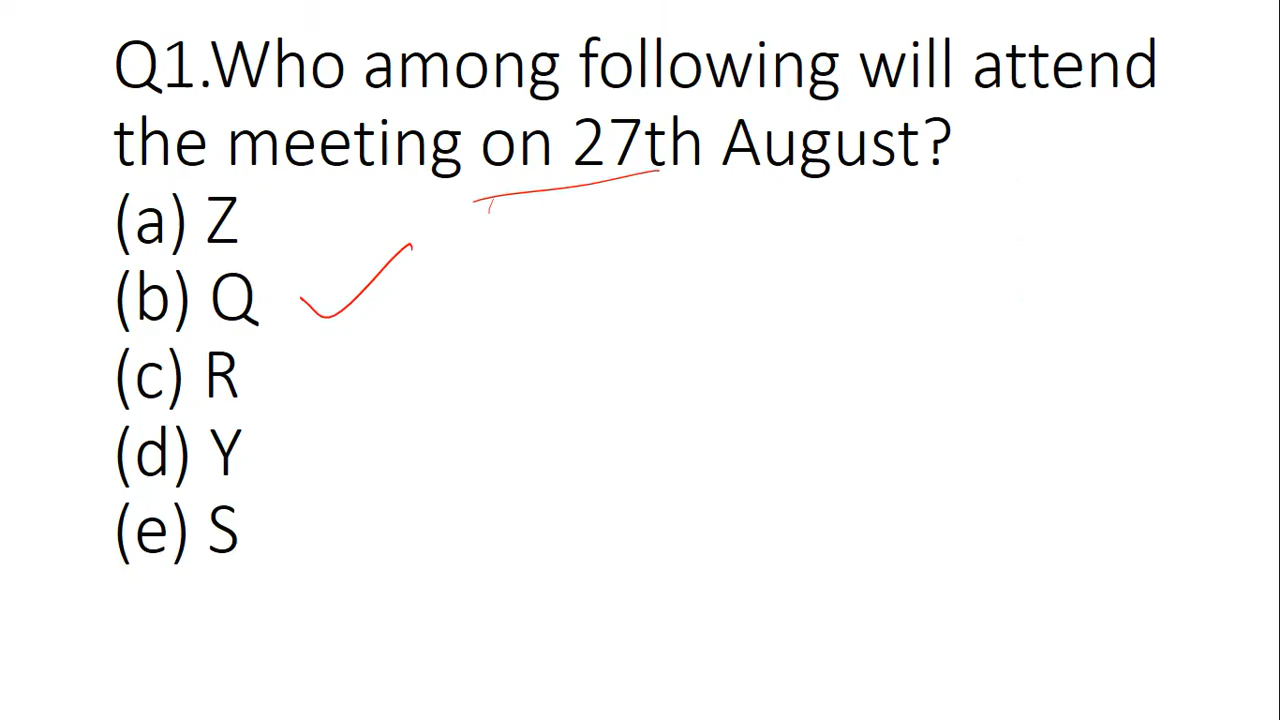 Q1.Who among following will attend
the meeting on 27th August?
(a) Z
(b) Q
(c) R
(d) Y
(e) S